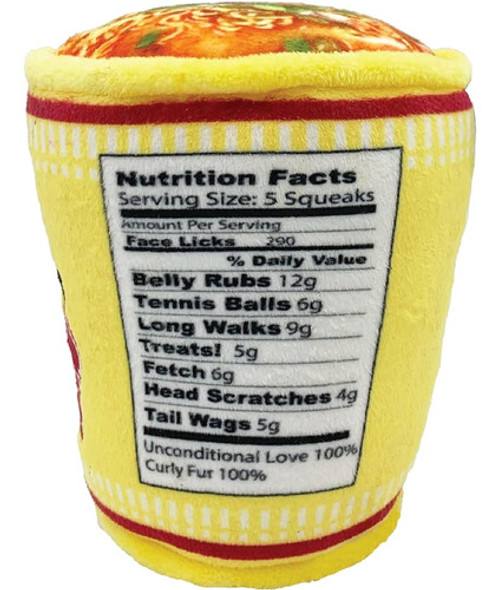 Nutrition Facts
Serving Size: 5 Squeaks
Amount Per Serving
Face Licks 290
% Daily Value
Belly Rubs 12g
Tennis Balls 6g
Long Walks 9g
Treats! 5g
Fetch 6g
Head Scratches 4g
Tail Wags 5g
Unconditional Love 100%
Curly Fur 100%